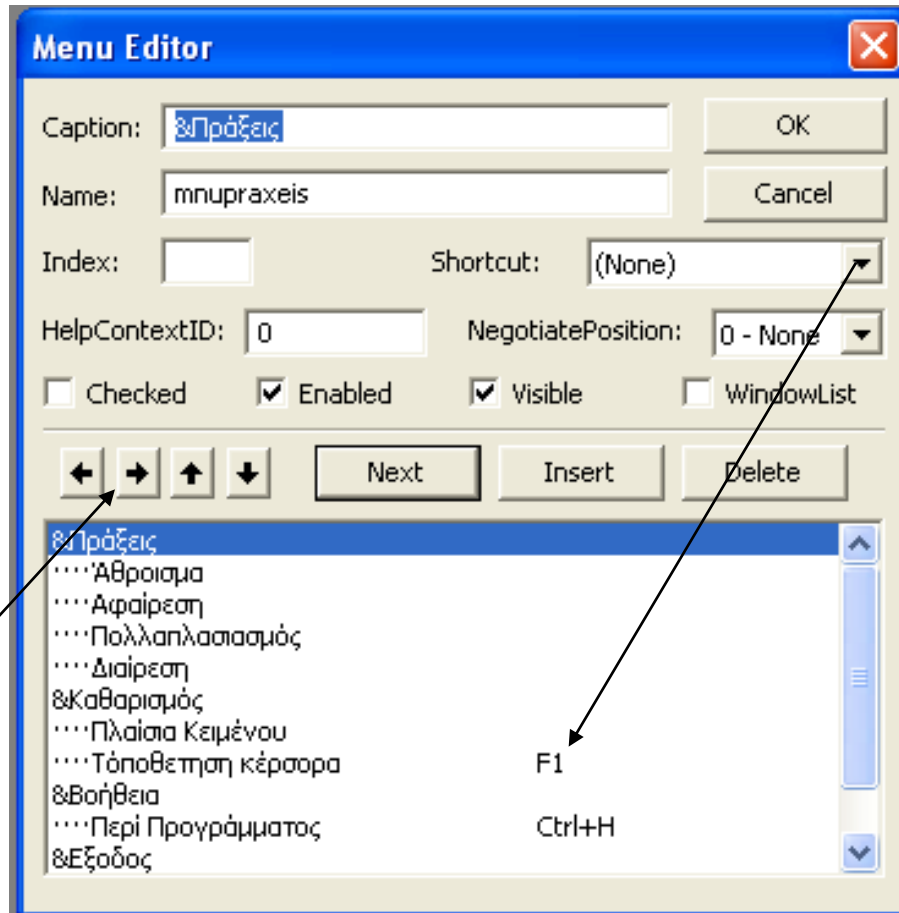 Menu Editor
Caption: &Πράξεις OK
Name: mnupraxeis Cancel
Index: Shortcut: (None)
HelpContextID: 0 NegotiatePosition: 0 - None
Checked Enabled Visible WindowList
Next Insert Delete
&Πράξεις
····Άθροισμα
····Αφαίρεση
····Πολλαπλασιασμός
····Διαίρεση
&Καθαρισμός
····Πλαίσια Κειμένου
····Τόποθετηση κέρσορα F1
&Βοήθεια
····Περί Προγράμματος Ctrl+H
&Εξοδος